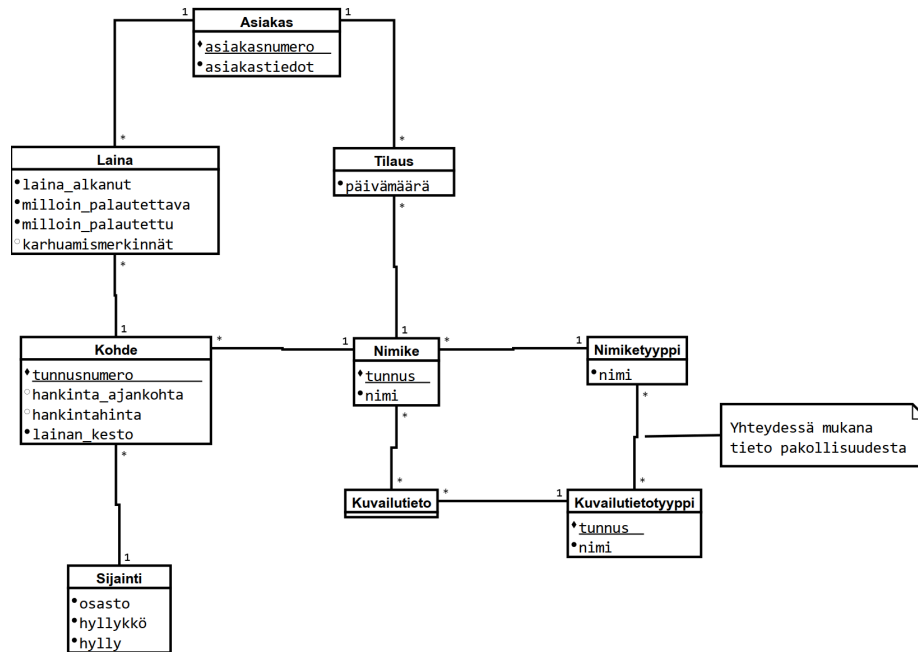 1
Asiakas
1
asiakasnumero
asiakastiedot
*
*
Laina
laina_alkanut
milloin_palautettava
milloin_palautettu
karhuamismerkinnät
Tilaus
päivämäärä
*
*
1
1
Kohde
tunnusnumero
hankinta_ajankohta
hankintahinta
lainan_kesto
*
1
Nimike
tunnus
nimi
*
1
Nimiketyyppi
nimi
*
*
*
Yhteydessä mukana
tieto pakollisuudesta
*
*
Kuvailutieto
*
1
Kuvailutietotyyppi
tunnus
nimi
1
Sijainti
osasto
hyllykkö
hylly